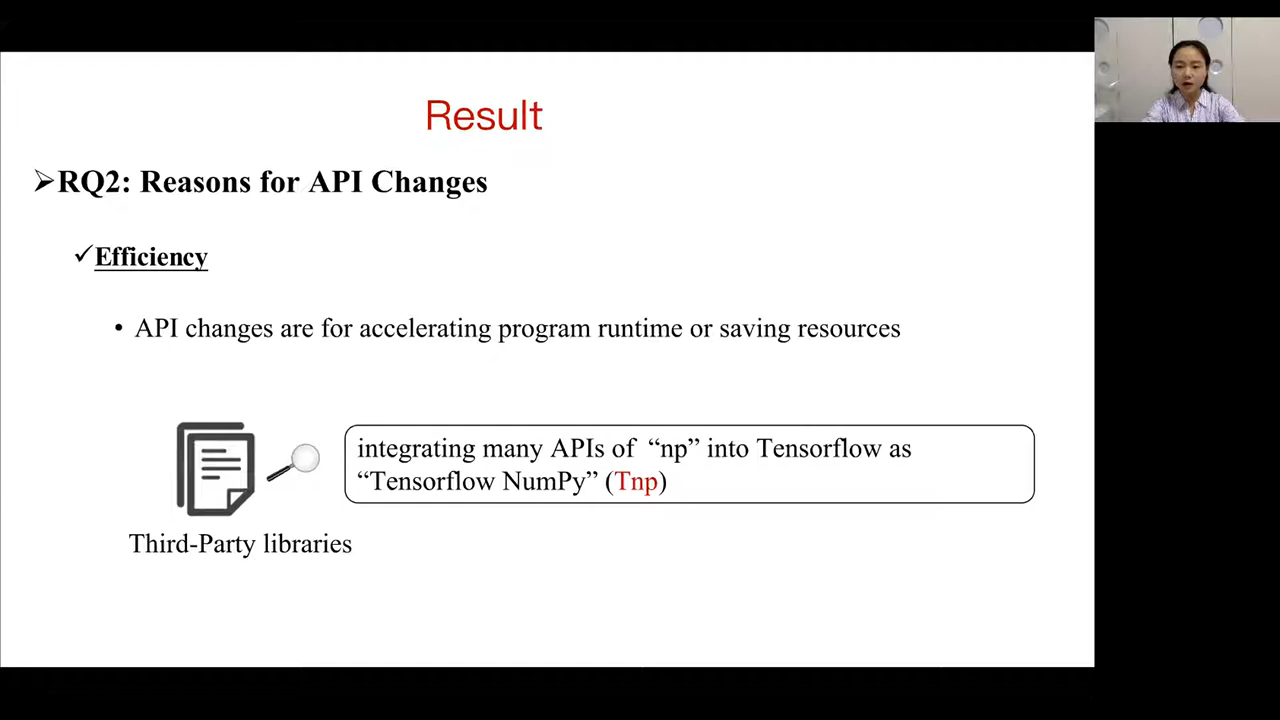 Result
➢RQ2: Reasons for API Changes
✓Efficiency
• API changes are for accelerating program runtime or saving resources
integrating many APIs of “np” into Tensorflow as
“Tensorflow NumPy” (Tnp)
Third-Party libraries